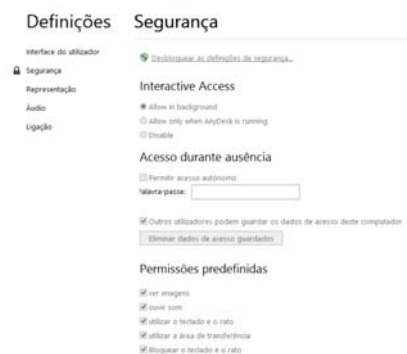 Definições
Interface do utilizador
Segurança
Representação
Áudio
Ligação
Segurança
Desbloquear as definições de segurança...
Interactive Access
Allow in background
Allow only when AnyDesk is running
Disable
Acesso durante ausência
Permitir acesso autónomo
Palavra-passe:
Outros utilizadores podem guardar os dados de acesso deste computador
Eliminar dados de acesso guardados
Permissões predefinidas
ver imagens
ouvir som
utilizar o teclado e o rato
utilizar a área de transferência
Bloquear o teclado e o rato